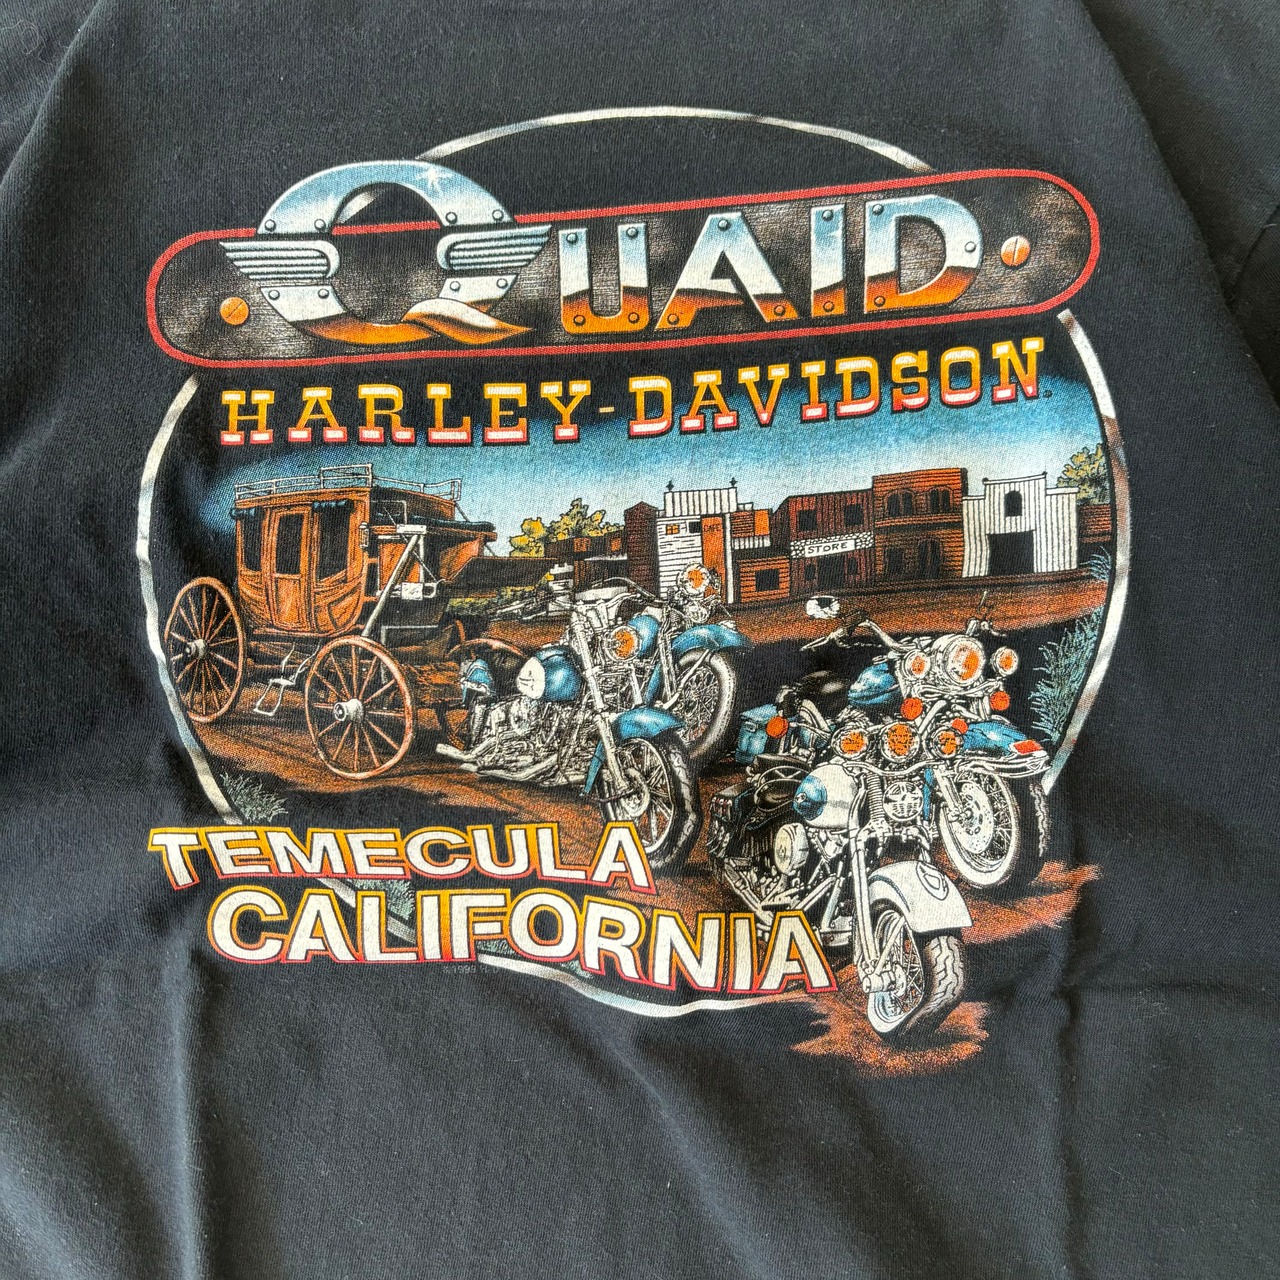 QUAID
HARLEY-DAVIDSON
STORE
TEMECULA
CALIFORNIA